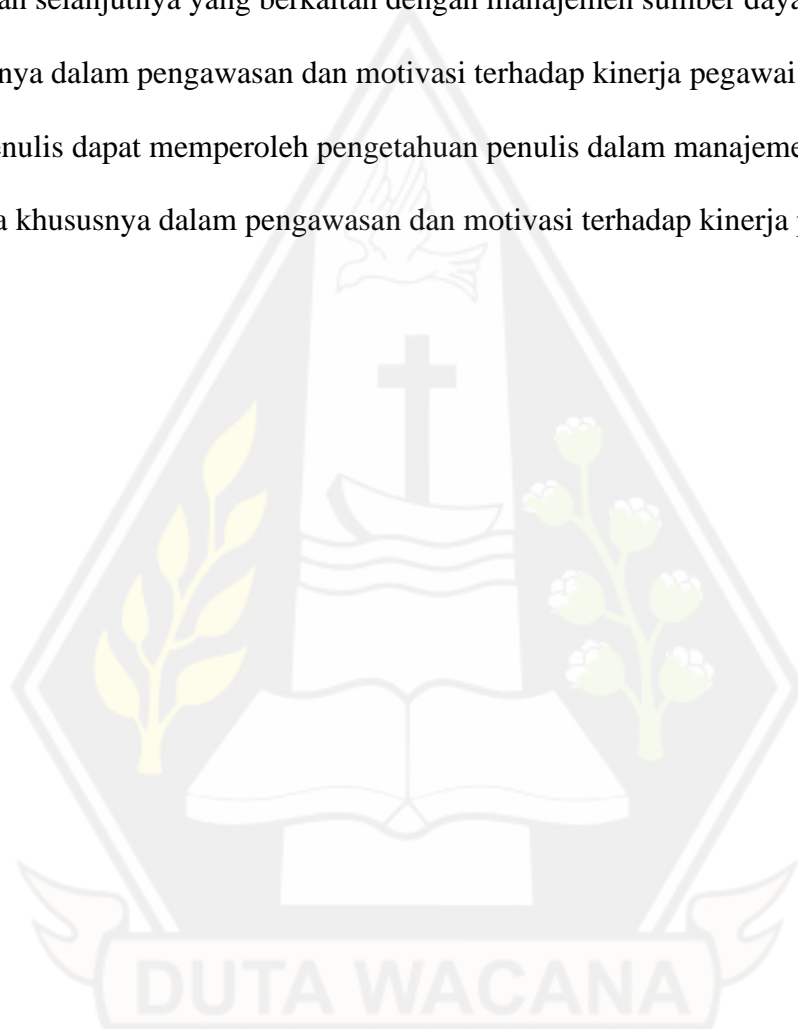 selanjutnya yang berkaitan dengan manajemen sumber daya
nya dalam pengawasan dan motivasi terhadap kinerja pegawai
nulis dapat memperoleh pengetahuan penulis dalam manajeme
khususnya dalam pengawasan dan motivasi terhadap kinerja
DUTA WACANA